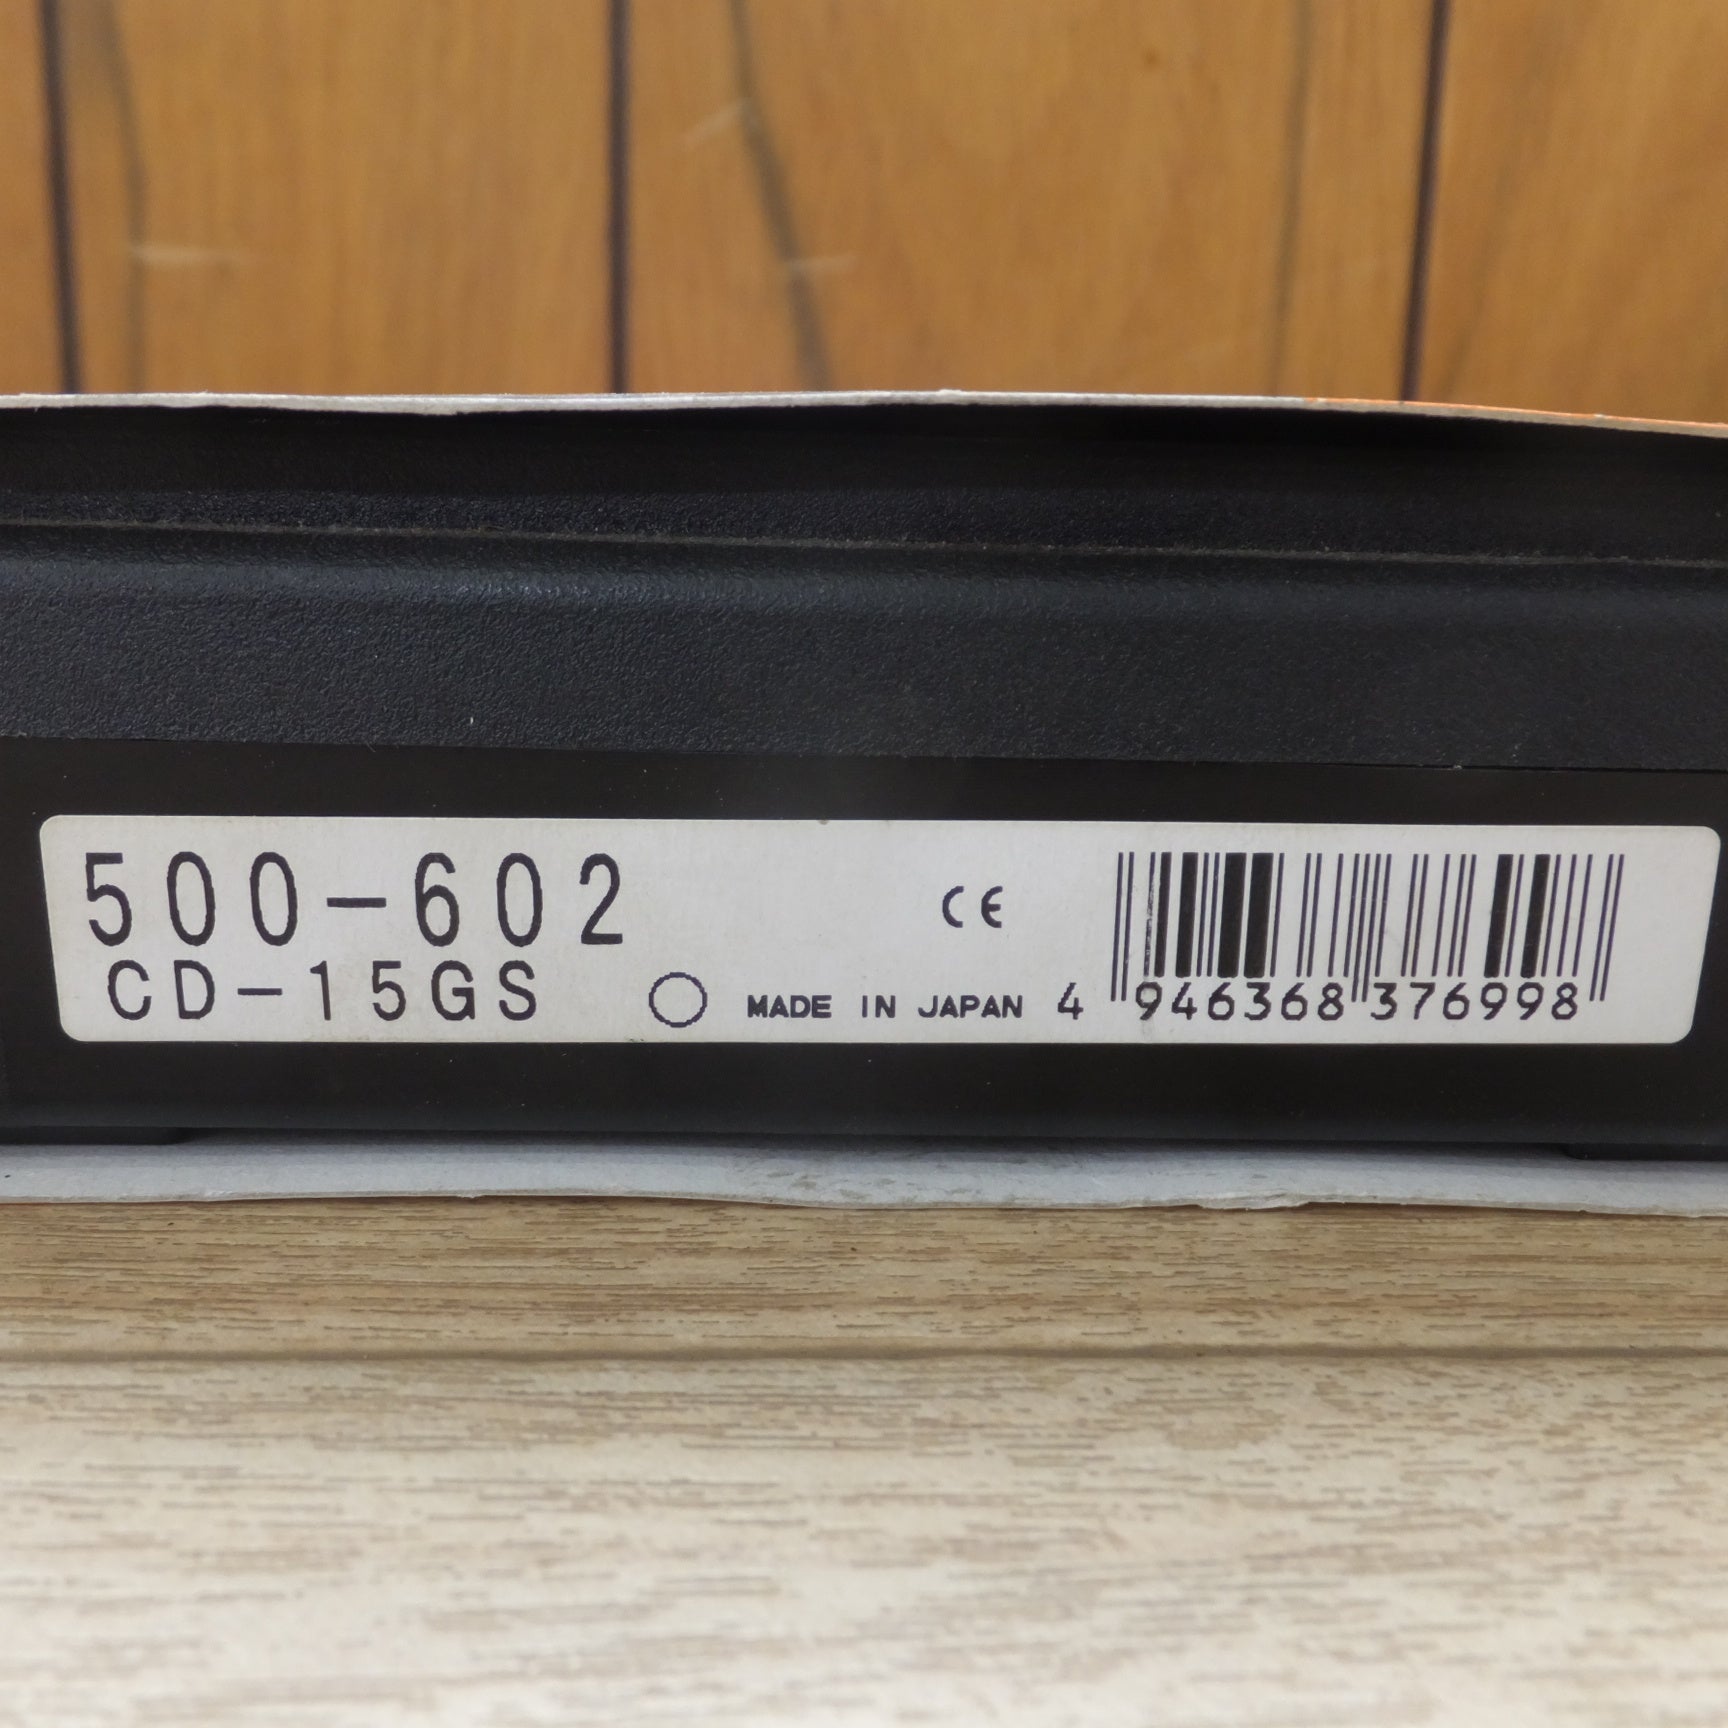 500-602
CE
CD-15GS
MADE IN JAPAN
4 946368 376998